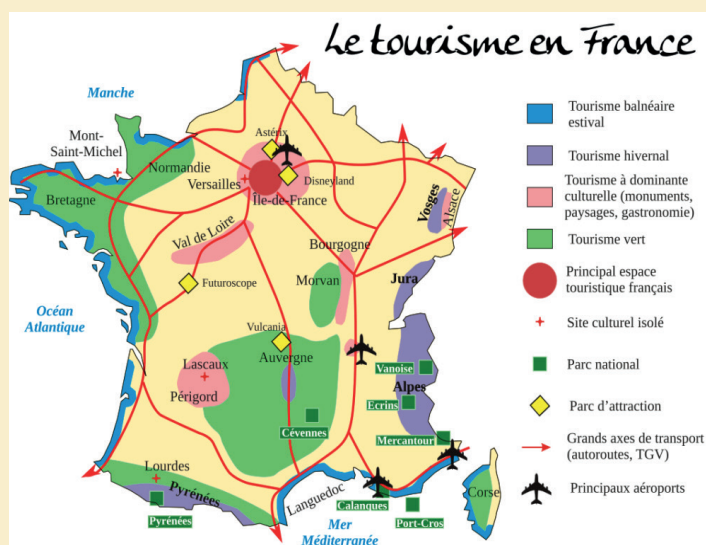 Le tourisme en France
Manche
Mont-
Saint-Michel
Normandie
Bretagne
Astérix
Versailles
Disneyland
Île-de-France
Vosges
Alsace
Val de Loire
Bourgogne
Océan
Atlantique
Futuroscope
Morvan
Jura
Vulcania
Auvergne
Lascaux
Périgord
Vanoise
Alpes
Ecrins
Cévennes
Mercantour
Lourdes
Pyrénées
Pyrénées
Languedoc
Calanques
Port-Cros
Corse
Mer
Méditerranée
Tourisme balnéaire
estival
Tourisme hivernal
Tourisme à dominante
culturelle (monuments,
paysages, gastronomie)
Tourisme vert
Principal espace
touristique français
Site culturel isolé
Parc national
Parc d'attraction
Grands axes de transport
(autoroutes, TGV)
Principaux aéroports